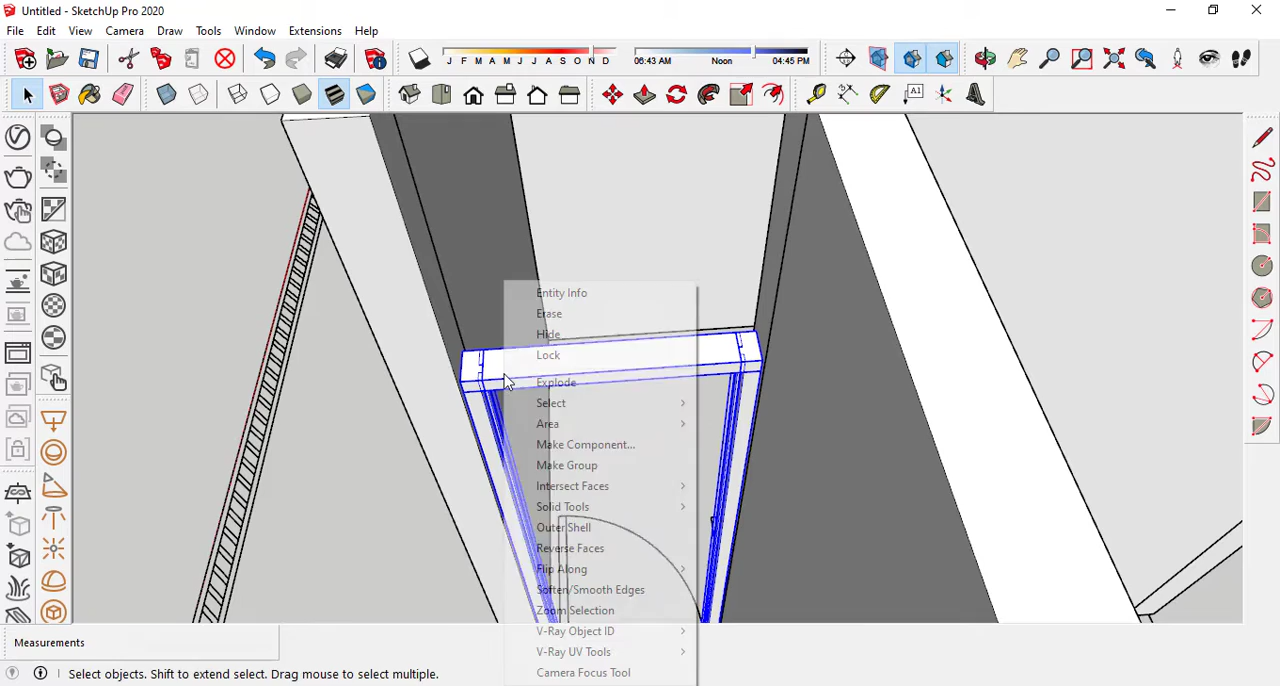 Untitled - SketchUp Pro 2020
File Edit View Camera Draw Tools Window Extensions Help
J F M A M J J A S O N D
06:43 AM Noon 04:45 PM
A1
Entity Info
Erase
Hide
Lock
Explode
Select
Area
Make Component...
Make Group
Intersect Faces
Solid Tools
Outer Shell
Reverse Faces
Flip Along
Soften/Smooth Edges
Zoom Selection
V-Ray Object ID
V-Ray UV Tools
Camera Focus Tool
Measurements
Select objects. Shift to extend select. Drag mouse to select multiple.